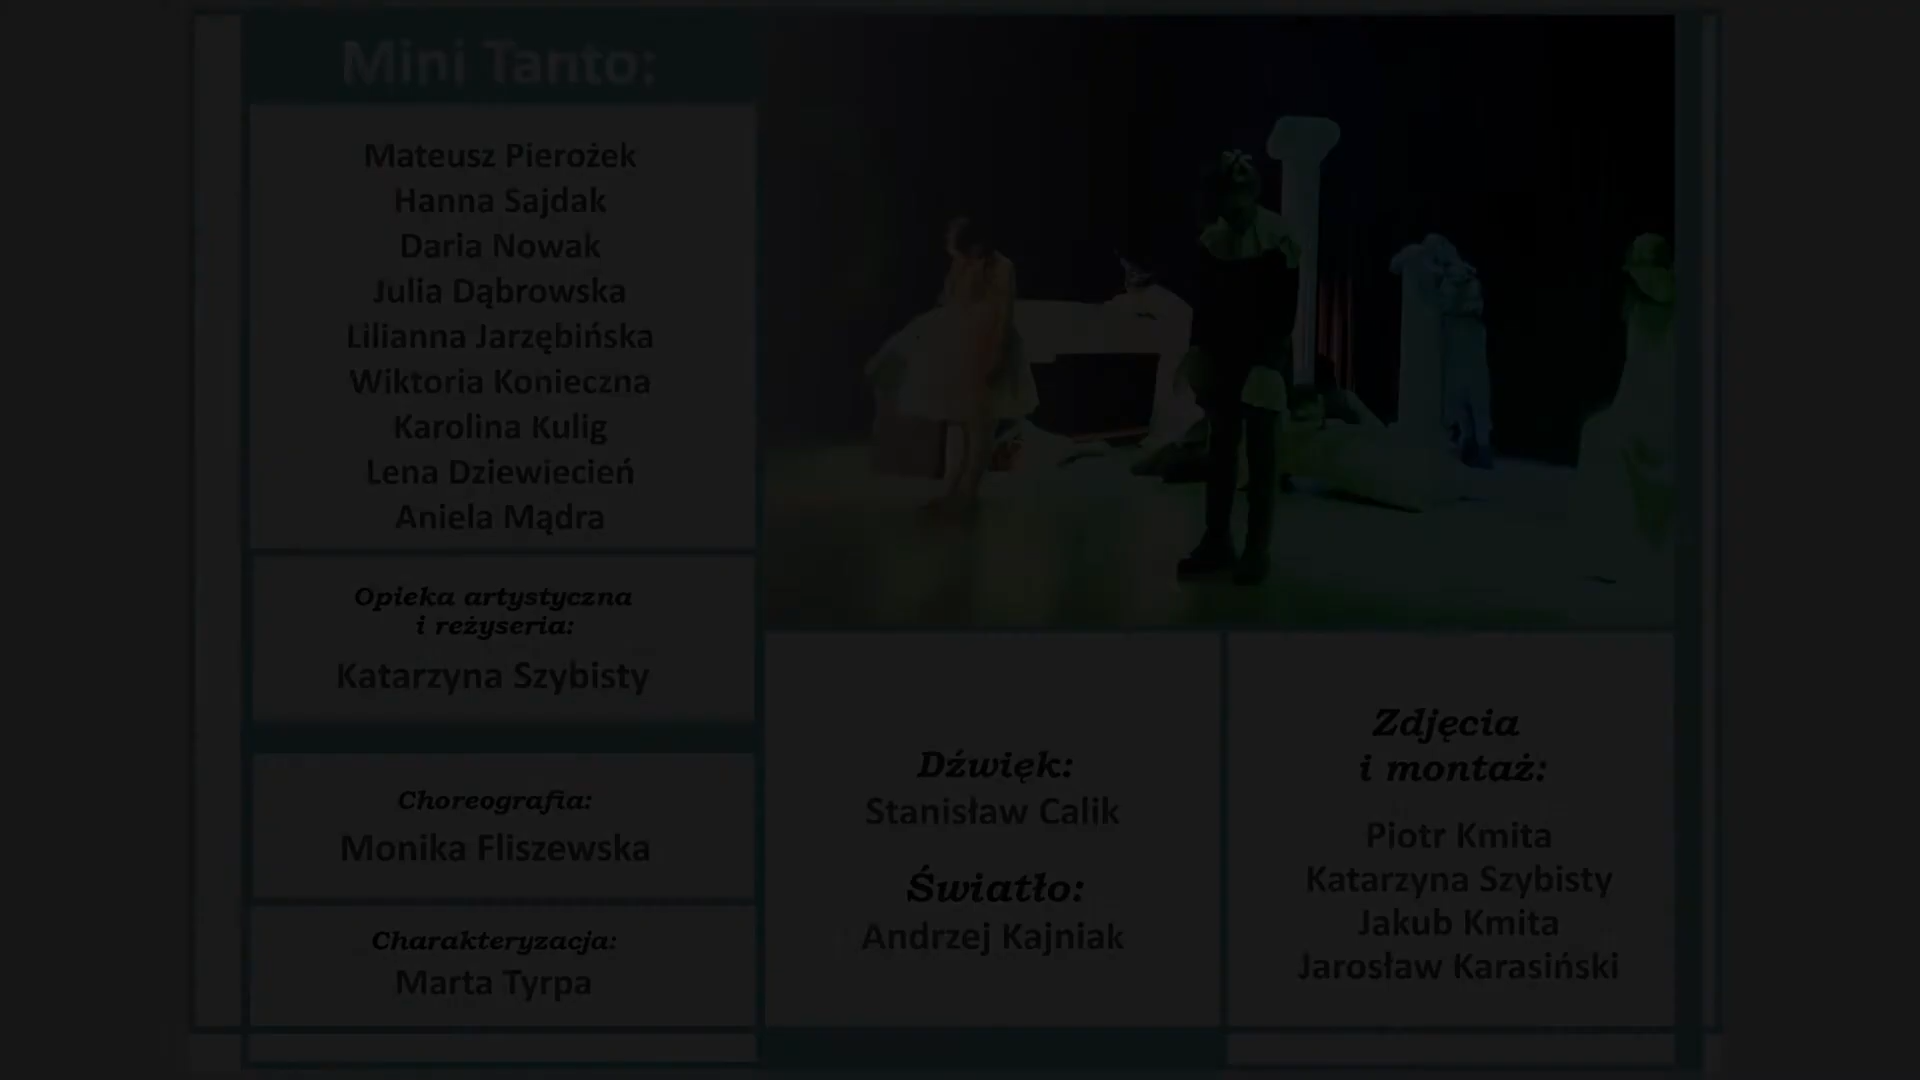 Mini Tanto:
Mateusz Pierożek
Hanna Sajdak
Daria Nowak
Julia Dąbrowska
Lilianna Jarzębińska
Wiktoria Konieczna
Karolina Kulig
Lena Dziewiecień
Aniela Mądra
Opieka artystyczna
i reżyseria:
Katarzyna Szybisty
Choreografia:
Monika Fliszewska
Charakteryzacja:
Marta Tyrpa
Dźwięk:
Stanisław Calik
Światło:
Andrzej Kajniak
Zdjęcia
i montaż:
Piotr Kmita
Katarzyna Szybisty
Jakub Kmita
Jarosław Karasiński